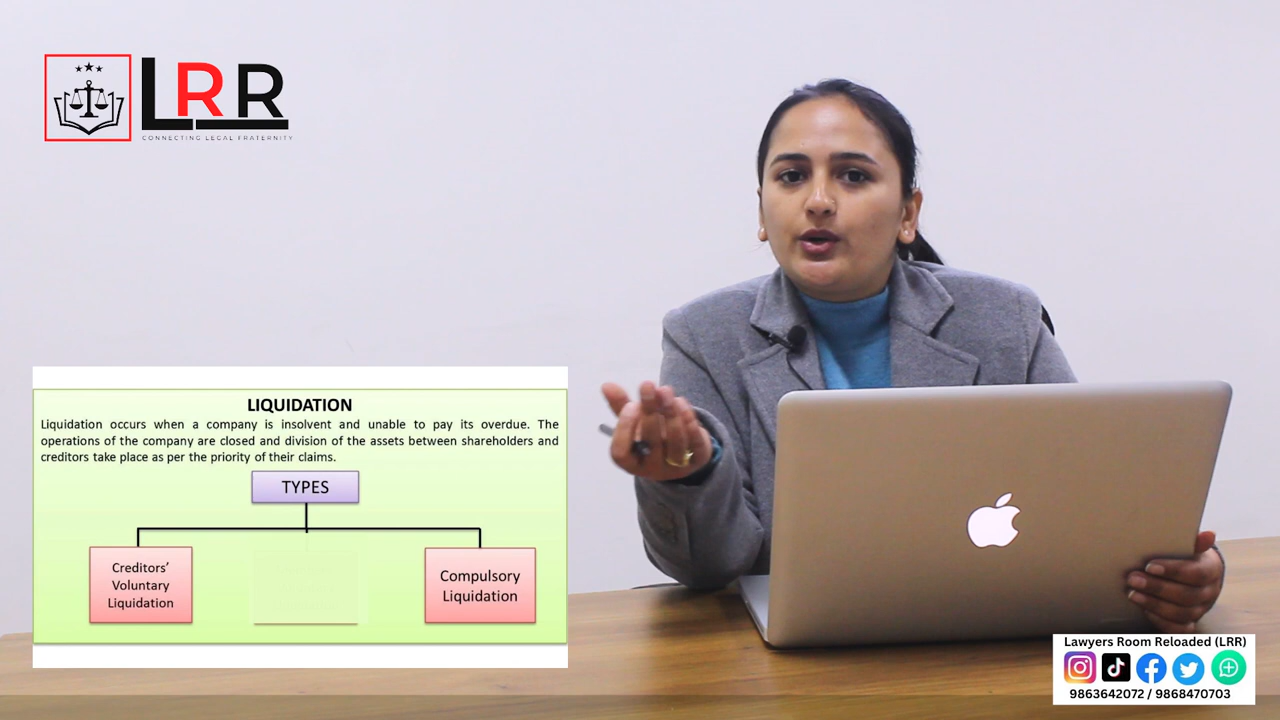 LRR
CONNECTING LEGAL FRATERNITY
LIQUIDATION
Liquidation occurs when a company is insolvent and unable to pay its overdue. The
operations of the company are closed and division of the assets between shareholders and
creditors take place as per the priority of their claims.
TYPES
Creditors’
Voluntary
Liquidation
Compulsory
Liquidation
Lawyers Room Reloaded (LRR)
9863642072 / 9868470703